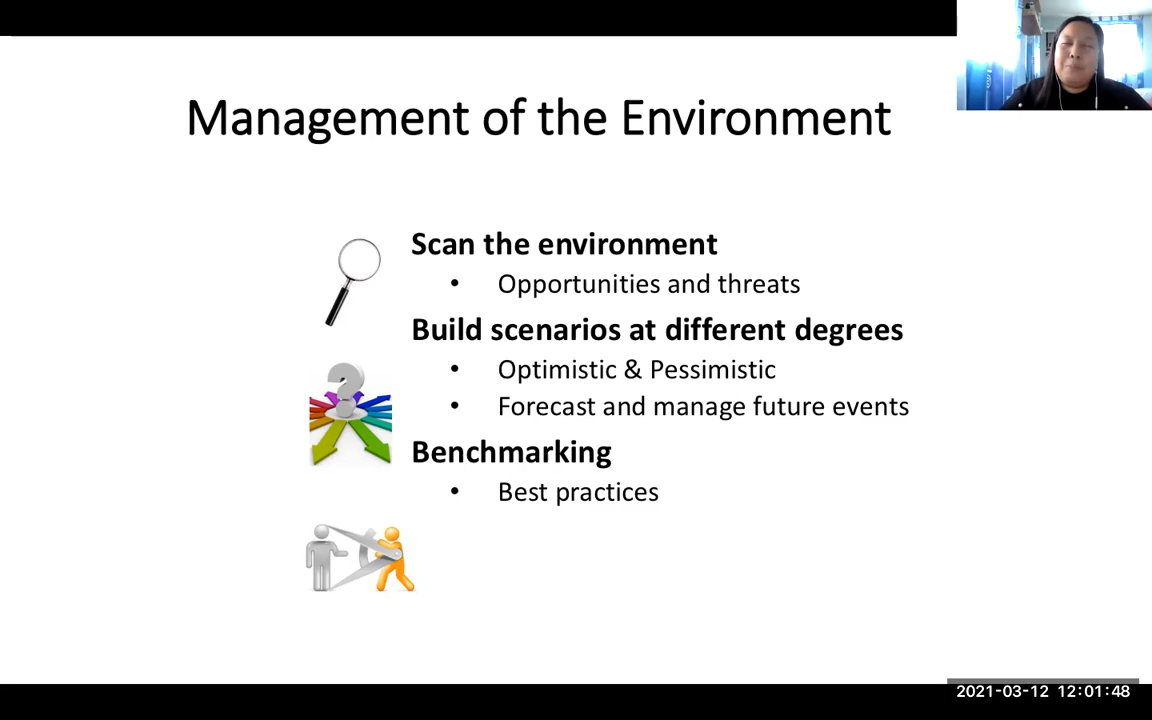 Management of the Environment
Scan the environment
• Opportunities and threats
Build scenarios at different degrees
• Optimistic & Pessimistic
• Forecast and manage future events
Benchmarking
• Best practices
2021-03-12 12:01:48